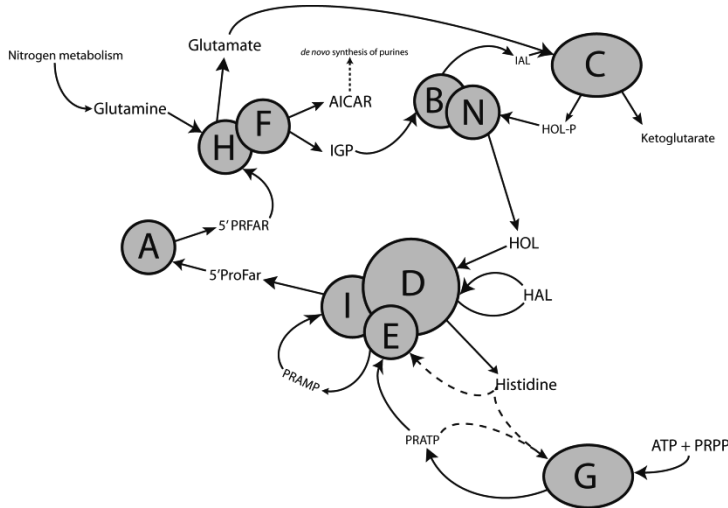 Glutamate
Nitrogen metabolism
de novo synthesis of purines
IAL
C
Glutamine
AICAR
B
N
F
H
IGP
HOL-P
Ketoglutarate
5' PRFAR
A
HOL
5'ProFar
D
I
HAL
E
PRAMP
Histidine
PRATP
ATP + PRPP
G